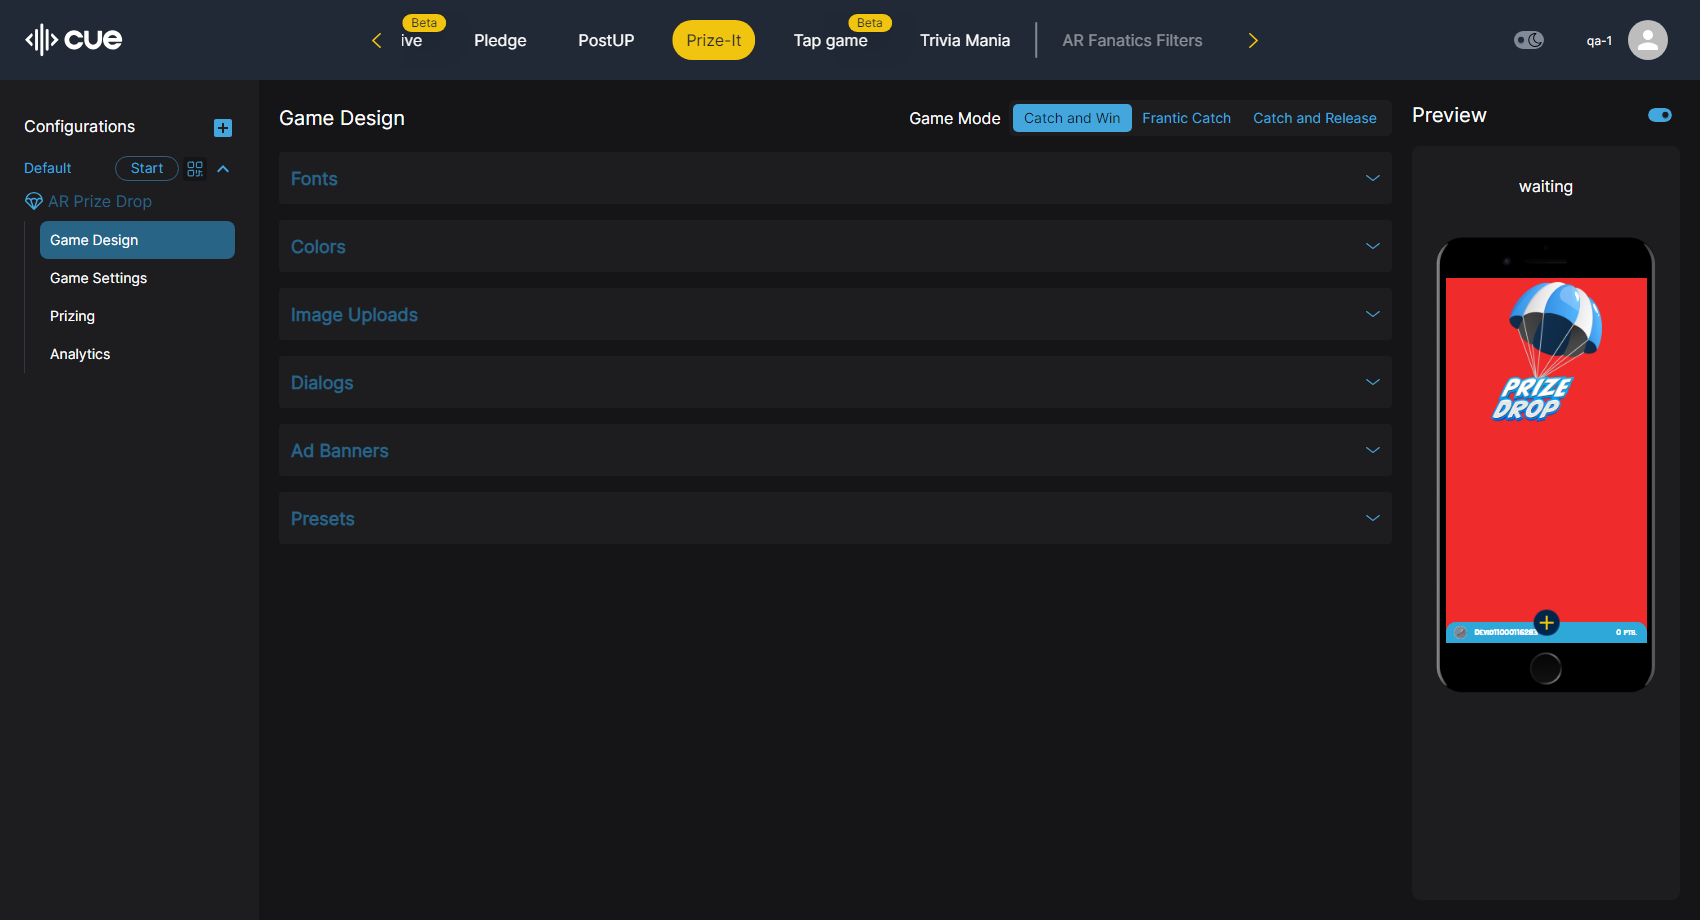 cue
Beta
ive
Pledge
PostUP
Prize-It
Beta
Tap game
Trivia Mania
AR Fanatics Filters
qa-1
Configurations
Default
Start
AR Prize Drop
Game Design
Game Settings
Prizing
Analytics
Game Design
Game Mode
Catch and Win
Frantic Catch
Catch and Release
Fonts
Colors
Image Uploads
Dialogs
Ad Banners
Presets
Preview
waiting
PRIZE
DROP
0 PTS.